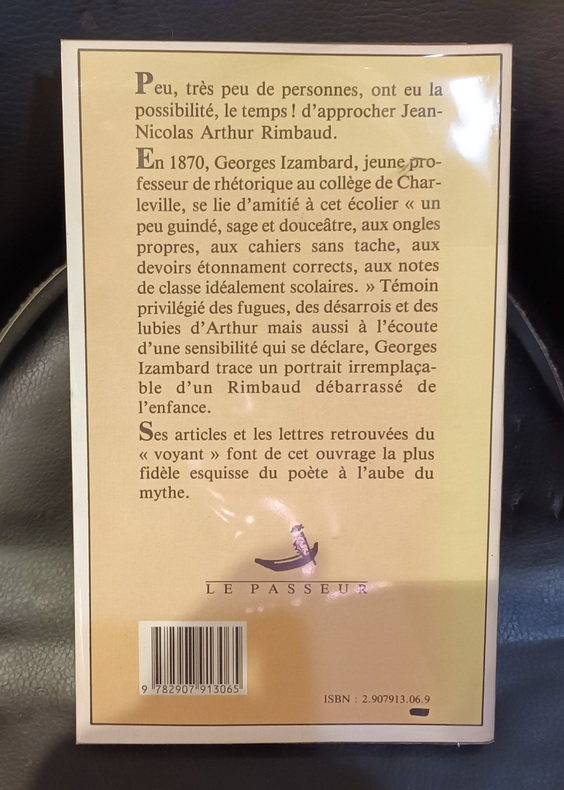 Peu, très peu de personnes, ont eu la
possibilité, le temps ! d'approcher Jean-
Nicolas Arthur Rimbaud.
En 1870, Georges Izambard, jeune pro-
fesseur de rhétorique au collège de Char-
leville, se lie d'amitié à cet écolier « un
peu guindé, sage et douceâtre, aux ongles
propres, aux cahiers sans tache, aux
devoirs étonnament corrects, aux notes
de classe idéalement scolaires. » Témoin
privilégié des fugues, des désarrois et des
lubies d'Arthur mais aussi à l'écoute
d'une sensibilité qui se déclare, Georges
Izambard trace un portrait irremplaça-
ble d'un Rimbaud débarrassé de
l'enfance.
Ses articles et les lettres retrouvées du
« voyant » font de cet ouvrage la plus
fidèle esquisse du poète à l'aube du
mythe.
LE PASSEUR
9 782907 913065
ISBN : 2.907913.06.9